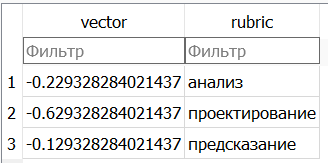 vector rubric
Фильтр Фильтр
1 -0.229328284021437 анализ
2 -0.629328284021437 проектирование
3 -0.129328284021437 предсказание